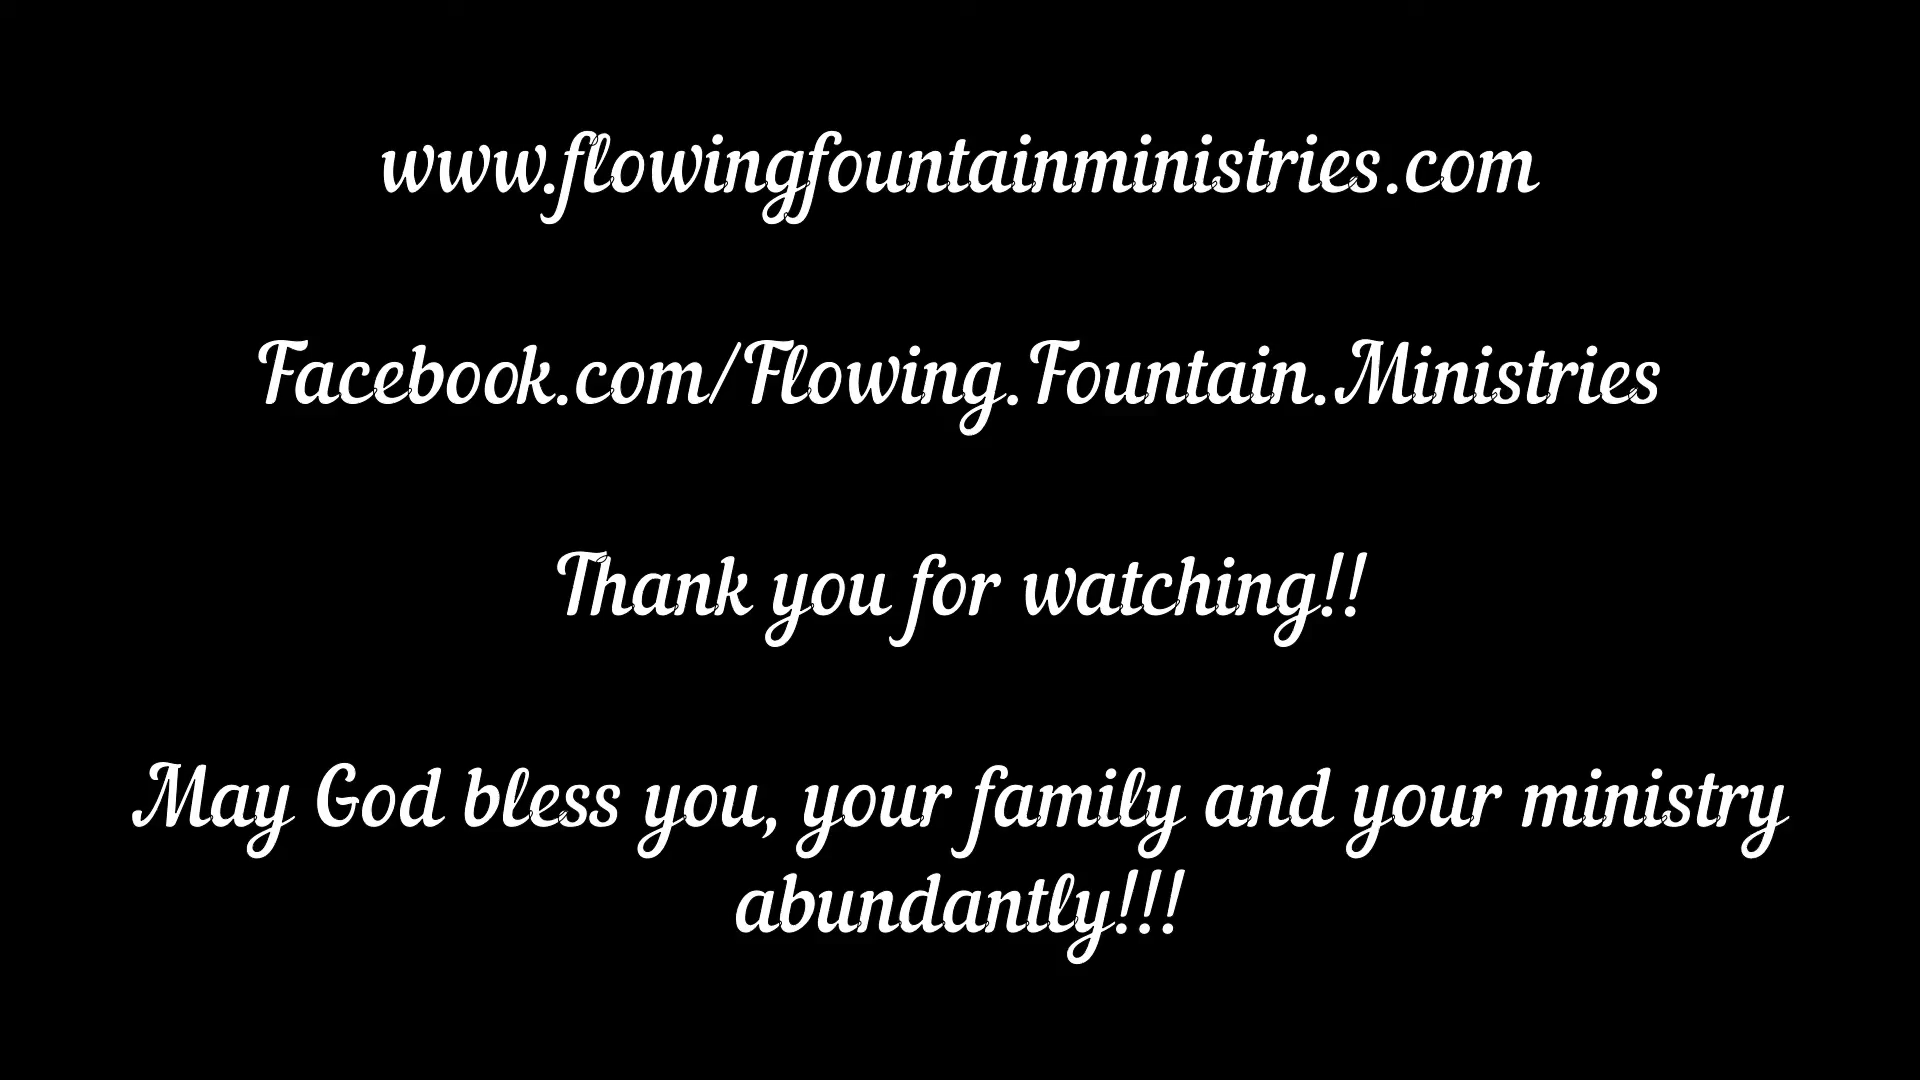 www.flowingfountainministries.com
Facebook.com/Flowing.Fountain.Ministries
Thank you for watching!!
May God bless you, your family and your ministry
abundantly!!!